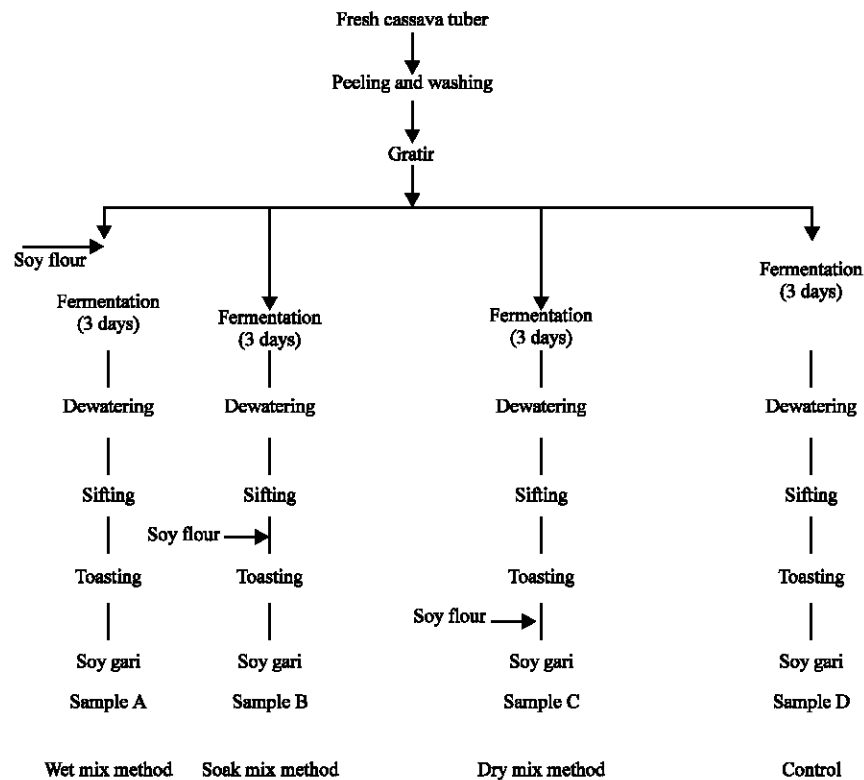 Fresh cassava tuber
Peeling and washing
Gratir
Soy flour
Fermentation
(3 days)
Fermentation
(3 days)
Fermentation
(3 days)
Fermentation
(3 days)
Dewatering Dewatering Dewatering Dewatering
Sifting Sifting Sifting Sifting
Soy flour
Toasting Toasting Toasting Toasting
Soy flour
Soy gari Soy gari Soy gari Soy gari
Sample A Sample B Sample C Sample D
Wet mix method Soak mix method Dry mix method Control